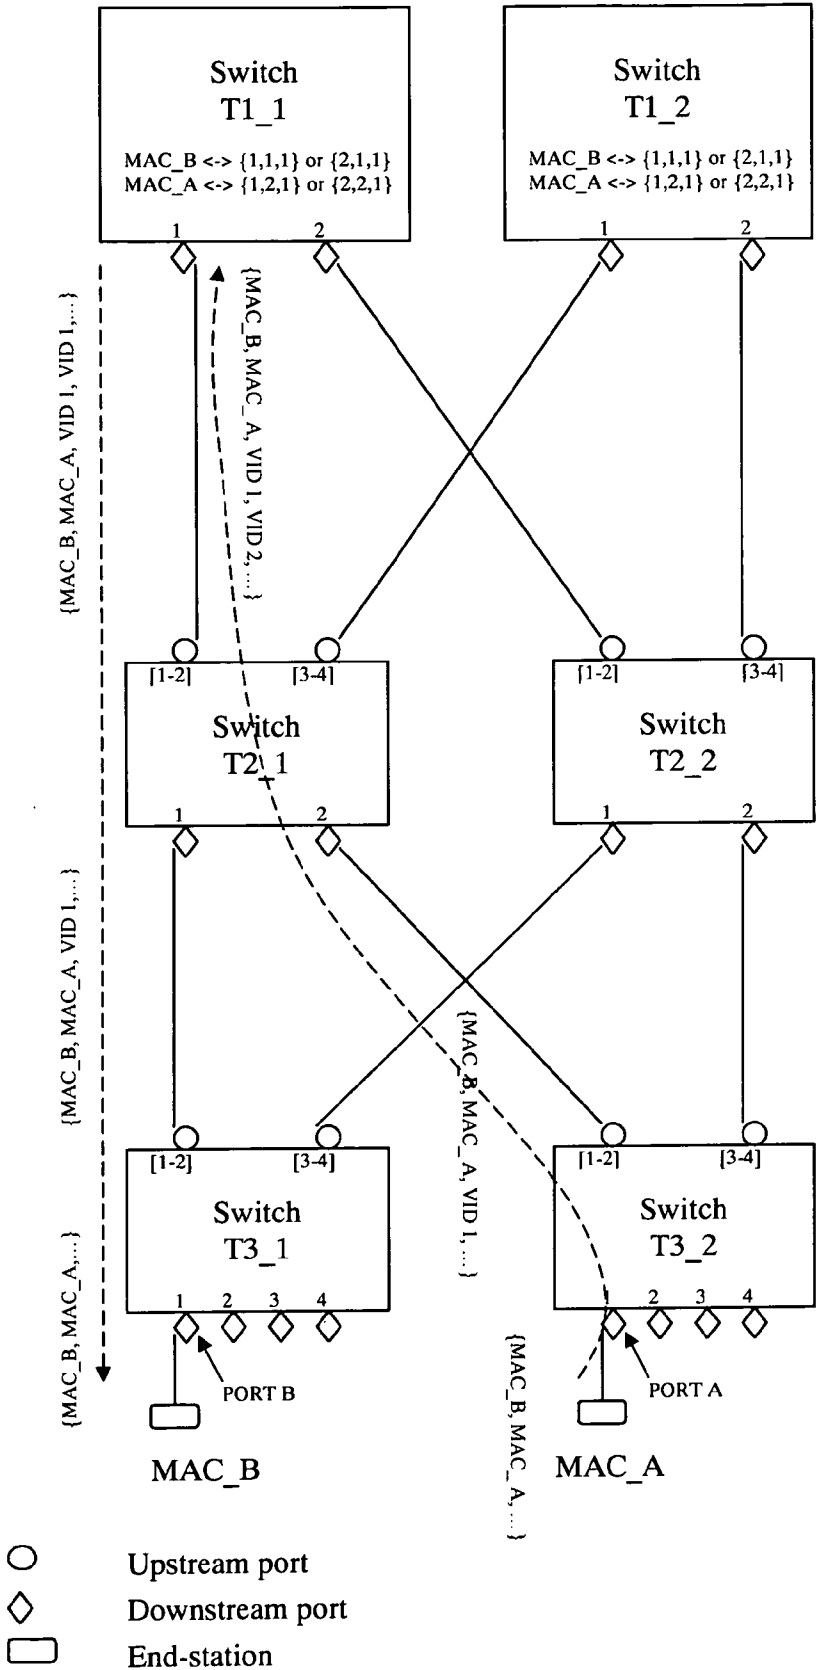 Switch
T1_1
MAC_B <-> {1,1,1} or {2,1,1}
MAC_A <-> {1,2,1} or {2,2,1}
1
2
Switch
T1_2
MAC_B <-> {1,1,1} or {2,1,1}
MAC_A <-> {1,2,1} or {2,2,1}
1
2
{MAC_B, MAC_A, VID 1, VID 1,...}
{MAC_B, MAC_A, VID 1, VID 2,...}
[1-2]
[3-4]
Switch
T2_1
1
2
[1-2]
[3-4]
Switch
T2_2
1
2
{MAC_B, MAC_A, VID 1,...}
{MAC_B, MAC_A, VID 1,...}
[1-2]
[3-4]
Switch
T3_1
1
2
3
4
[1-2]
[3-4]
Switch
T3_2
2
3
4
{MAC_B, MAC_A,...}
{MAC_B, MAC_A,...}
PORT B
PORT A
MAC_B
MAC_A
Upstream port
Downstream port
End-station